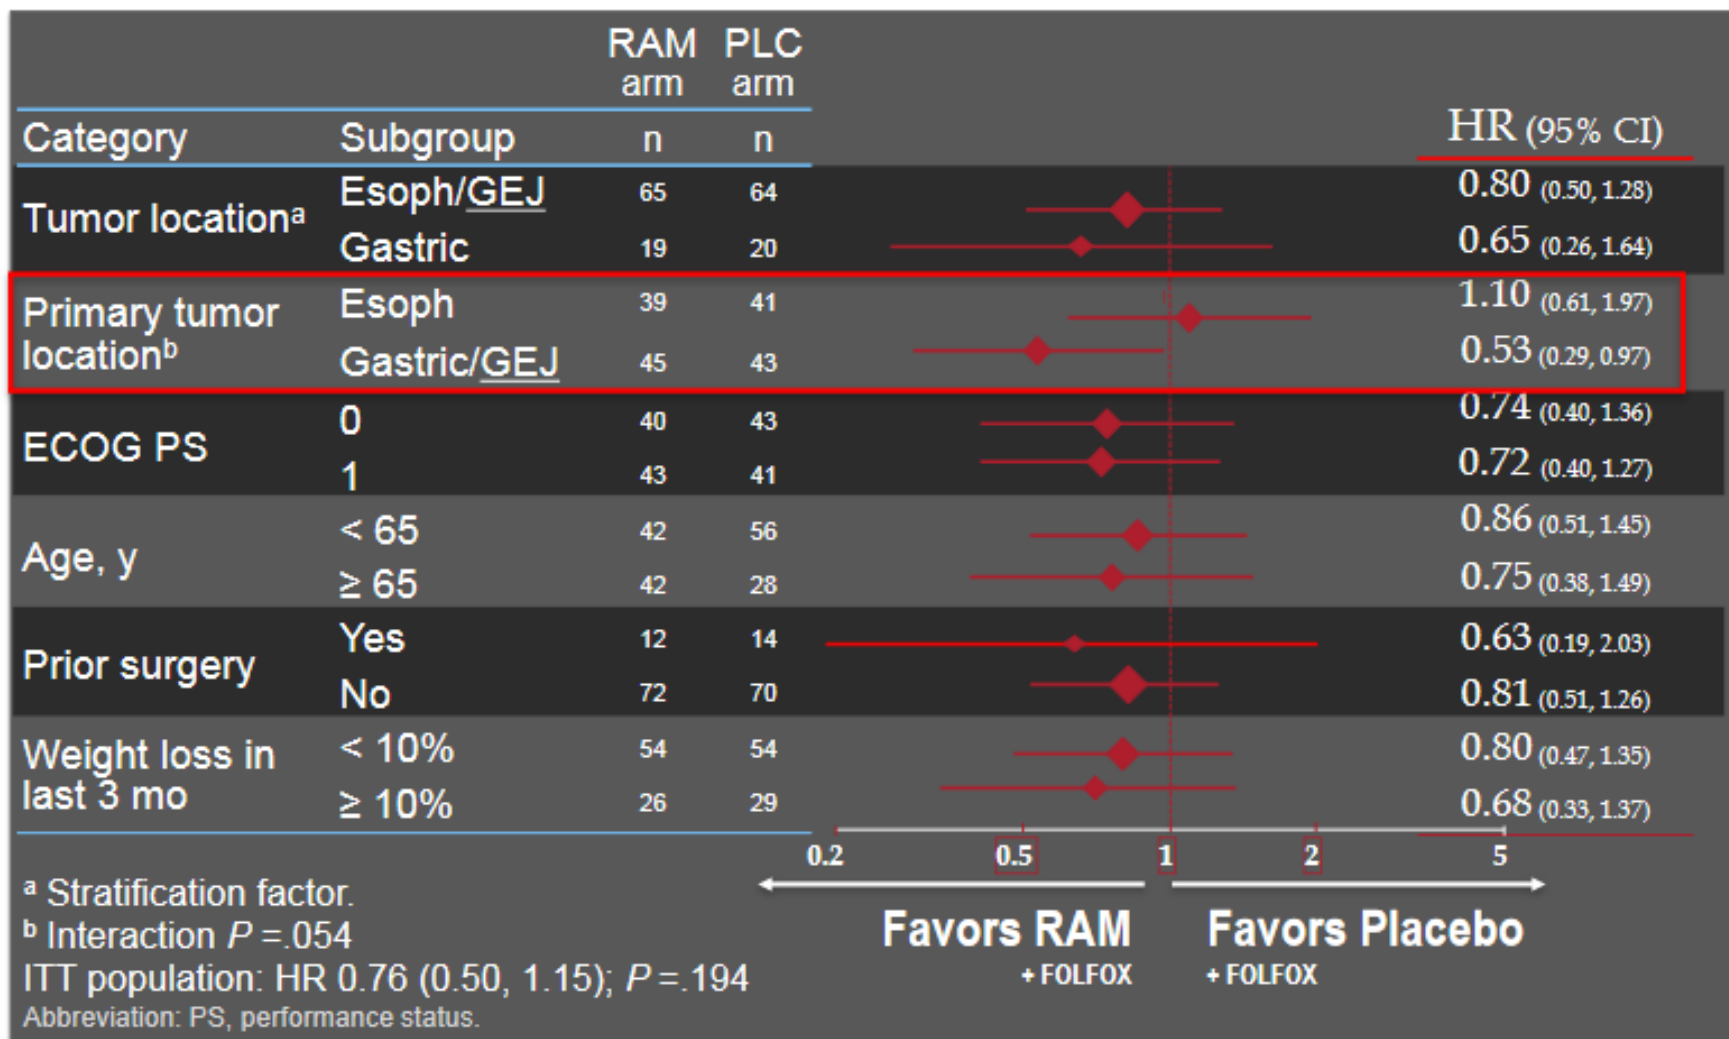 RAM PLC
arm arm
Category Subgroup n n HR (95% CI)
Tumor locationᵃ Esoph/GEJ 65 64 0.80 (0.50, 1.28)
Gastric 19 20 0.65 (0.26, 1.64)
Primary tumor locationᵇ Esoph 39 41 1.10 (0.61, 1.97)
Gastric/GEJ 45 43 0.53 (0.29, 0.97)
ECOG PS 0 40 43 0.74 (0.40, 1.36)
1 43 41 0.72 (0.40, 1.27)
Age, y < 65 42 56 0.86 (0.51, 1.45)
≥ 65 42 28 0.75 (0.38, 1.49)
Prior surgery Yes 12 14 0.63 (0.19, 2.03)
No 72 70 0.81 (0.51, 1.26)
Weight loss in last 3 mo < 10% 54 54 0.80 (0.47, 1.35)
≥ 10% 26 29 0.68 (0.33, 1.37)
0.2 0.5 1 2 5
Favors RAM Favors Placebo
+ FOLFOX + FOLFOX
ᵃ Stratification factor.
ᵇ Interaction P =.054
ITT population: HR 0.76 (0.50, 1.15); P =.194
Abbreviation: PS, performance status.